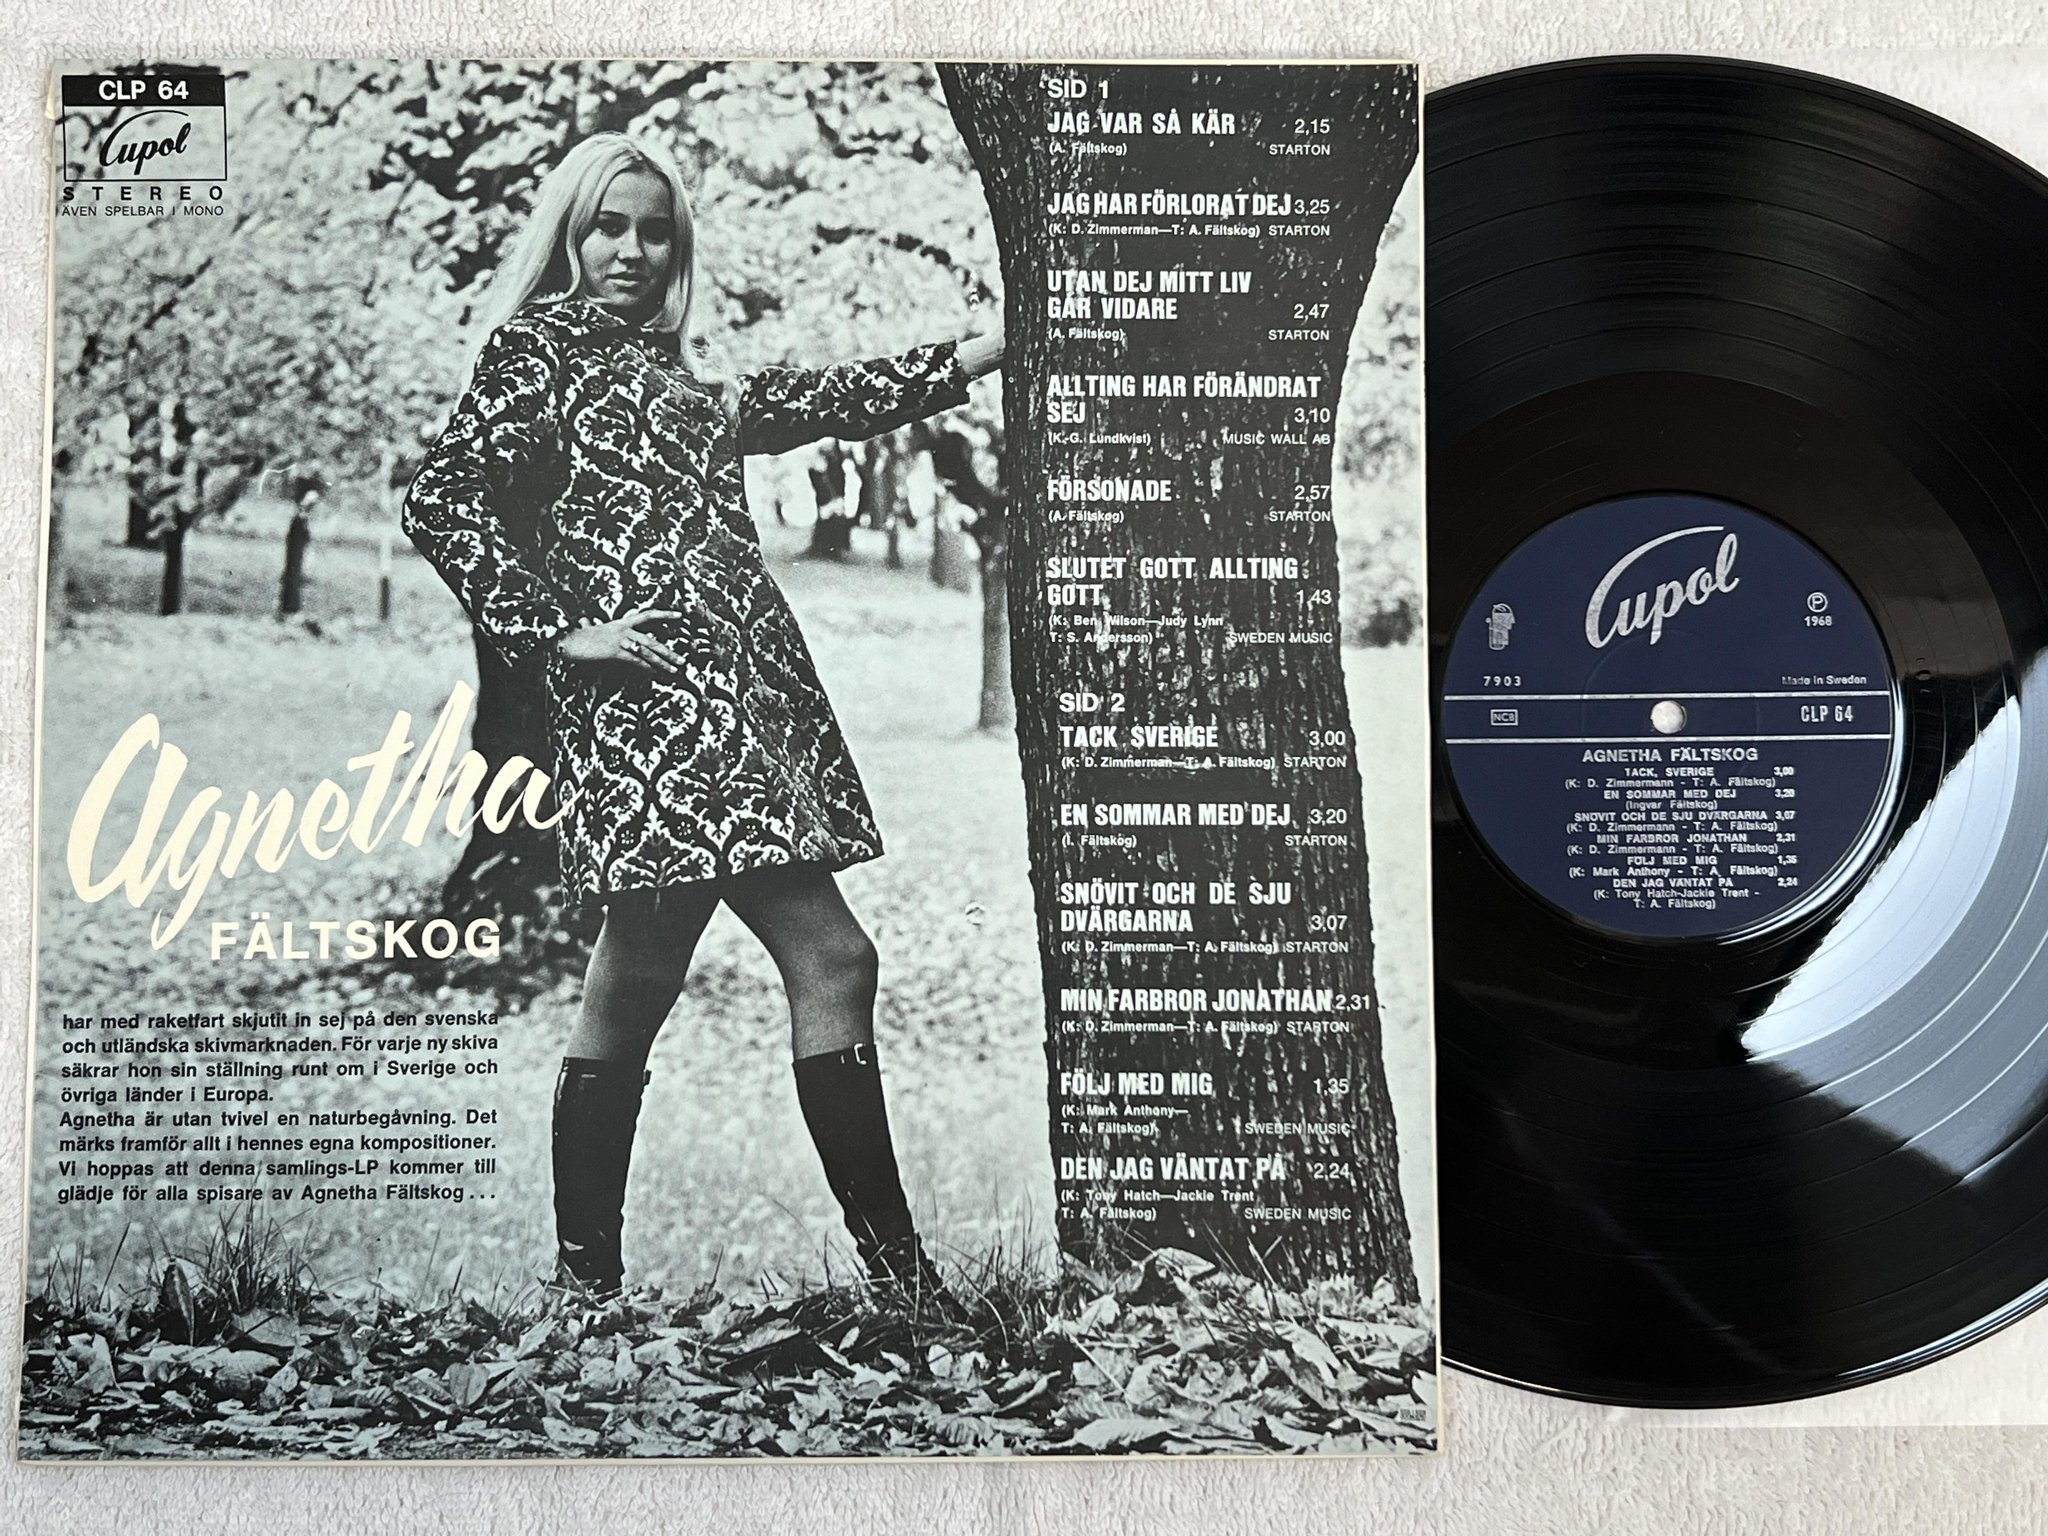 CLP 64
Cupol
STEREO
ÄVEN SPELBAR I MONO
Agnetha
FÄLTSKOG
har med raketfart skjutit in sej på den svenska
och utländska skivmarknaden. För varje ny skiva
säkrar hon sin ställning runt om i Sverige och
övriga länder i Europa.
Agnetha är utan tvivel en naturbegåvning. Det
märks framför allt i hennes egna kompositioner.
Vi hoppas att denna samlings-LP kommer till
glädje för alla spisare av Agnetha Fältskog...
SID 1
JAG VAR SÅ KÄR 2,15
(A. Fältskog) STARTON
JAG HAR FÖRLORAT DEJ 3,25
(K: D. Zimmerman—T: A. Fältskog) STARTON
UTAN DEJ MITT LIV
GÅR VIDARE 2,47
(A. Fältskog) STARTON
ALLTING HAR FÖRÄNDRAT
SEJ 3,10
(K.-G. Lundkvist) MUSIC WALL AB
FÖRSONADE 2,57
(A. Fältskog) STARTON
SLUTET GOTT ALLTING
GOTT 1,43
(K: Ben Wilson—Judy Lynn
T: S. Andersson) SWEDEN MUSIC
SID 2
TACK SVERIGE 3,00
(K: D. Zimmerman—T: A. Fältskog) STARTON
EN SOMMAR MED DEJ 3,20
(I. Fältskog) STARTON
SNÖVIT OCH DE SJU
DVÄRGARNA 3,07
(K: D. Zimmerman—T: A. Fältskog) STARTON
MIN FARBROR JONATHAN 2,31
(K: D. Zimmerman—T: A. Fältskog) STARTON
FÖLJ MED MIG 1,35
(K: Mark Anthony—
T: A. Fältskog) SWEDEN MUSIC
DEN JAG VÄNTAT PÅ 2,24
(K: Tony Hatch—Jackie Trent
T: A. Fältskog) SWEDEN MUSIC
Cupol
Ⓟ
1968
7903 Made in Sweden
NCB CLP 64
AGNETHA FÄLTSKOG
TACK, SVERIGE 3,00
(K: D. Zimmermann - T: A. Fältskog)
EN SOMMAR MED DEJ 3,20
(Ingvar Fältskog)
SNÖVIT OCH DE SJU DVÄRGARNA 3,07
(K: D. Zimmermann - T: A. Fältskog)
MIN FARBROR JONATHAN 2,31
(K: D. Zimmermann - T: A. Fältskog)
FÖLJ MED MIG 1,35
(K: Mark Anthony - T: A. Fältskog)
DEN JAG VÄNTAT PÅ 2,24
(K: Tony Hatch-Jackie Trent -
T: A. Fältskog)